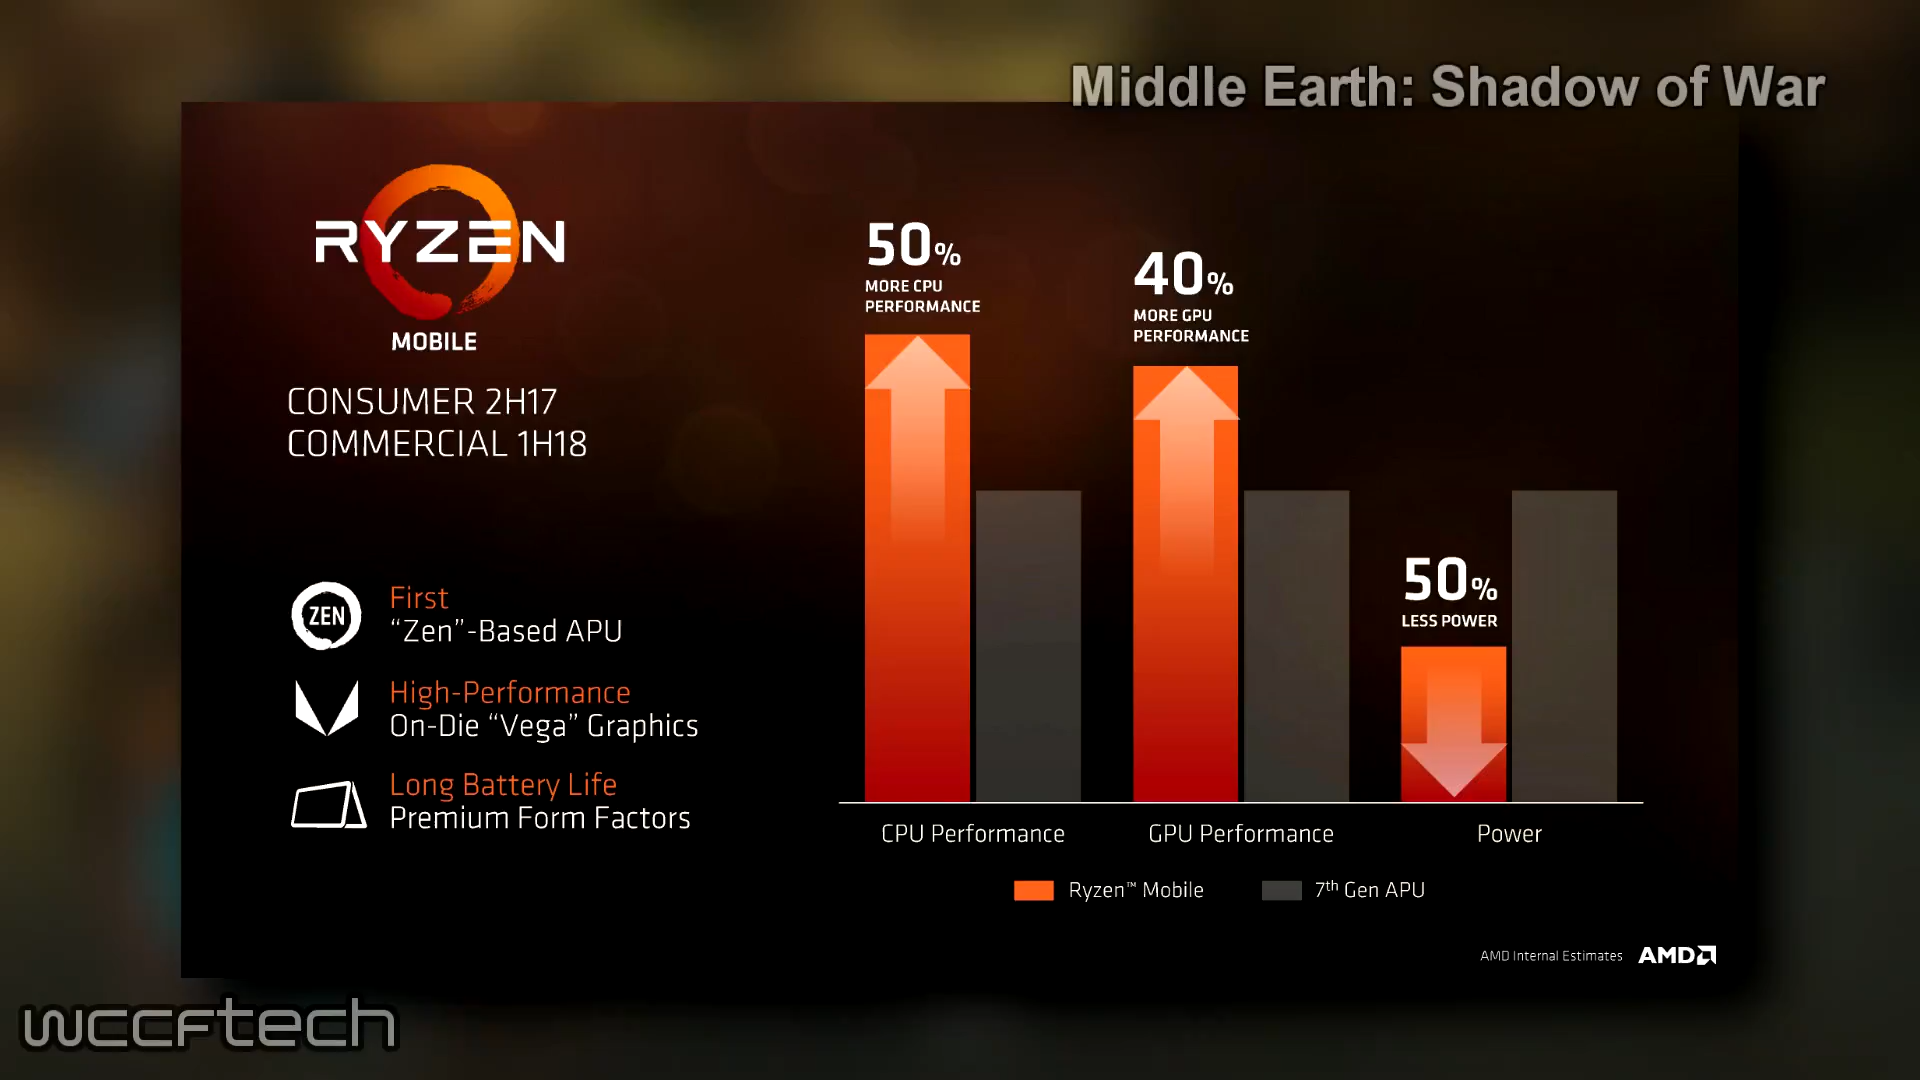 Middle Earth: Shadow of War
RYZEN
MOBILE
CONSUMER 2H17
COMMERCIAL 1H18
ZEN
First
“Zen”-Based APU
High-Performance
On-Die “Vega” Graphics
Long Battery Life
Premium Form Factors
50%
MORE CPU
PERFORMANCE
40%
MORE GPU
PERFORMANCE
50%
LESS POWER
CPU Performance
GPU Performance
Power
Ryzen™ Mobile
7th Gen APU
AMD Internal Estimates
AMD
wccftech